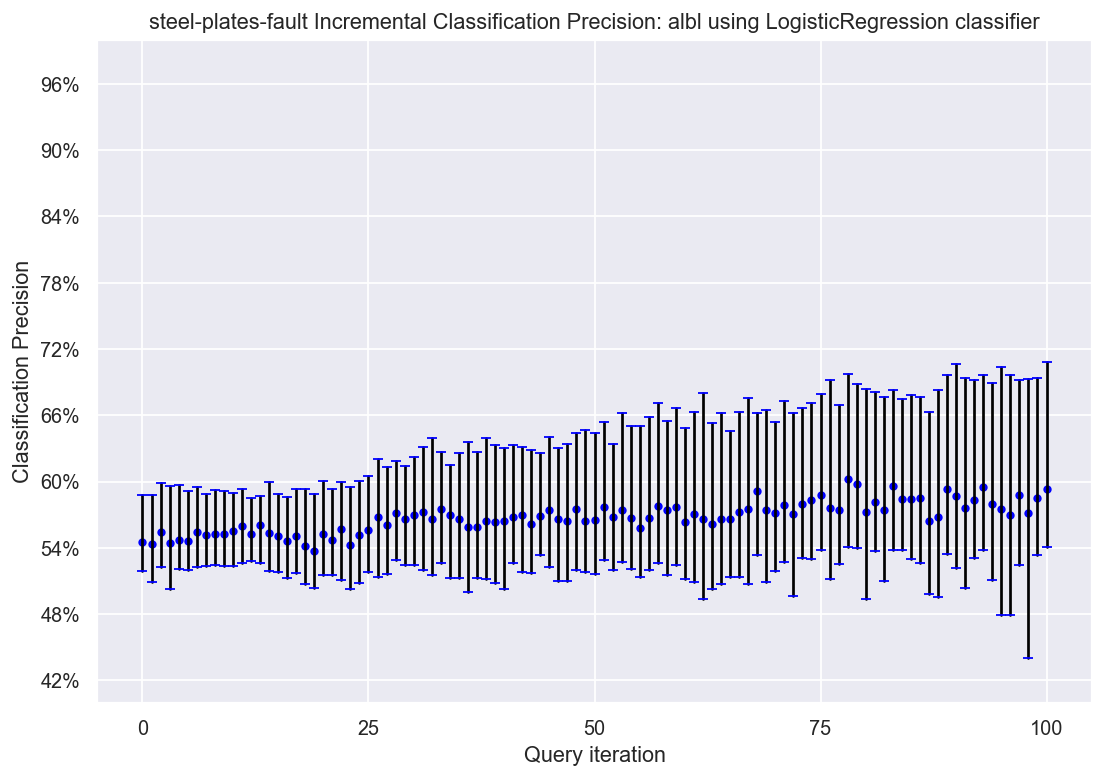 steel-plates-fault Incremental Classification Precision: albl using LogisticRegression classifier
96%
90%
84%
78%
72%
66%
60%
54%
48%
42%
Classification Precision
0 25 50 75 100
Query iteration